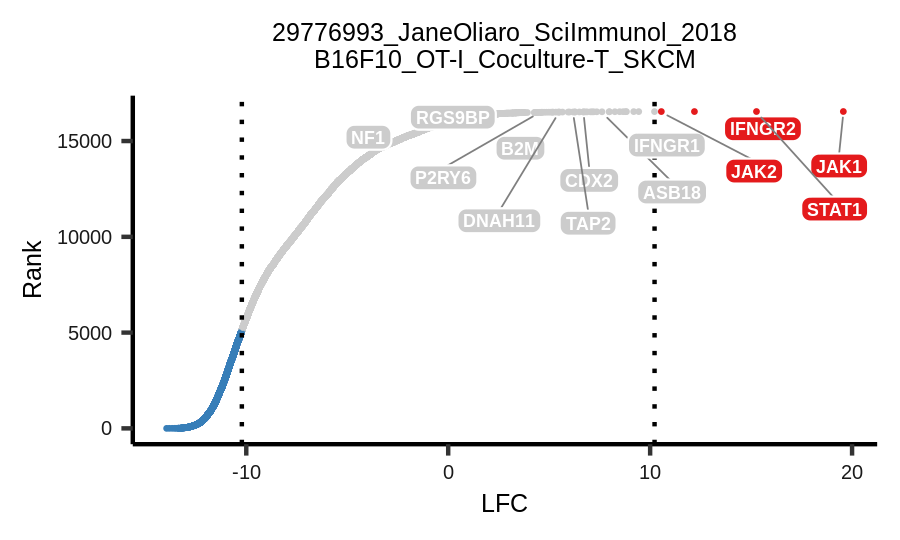 29776993_JaneOliaro_SciImmunol_2018
B16F10_OT-I_Coculture-T_SKCM
Rank
15000
10000
5000
0
NF1
RGS9BP
B2M
P2RY6
DNAH11
CDX2
TAP2
IFNGR1
ASB18
IFNGR2
JAK2
JAK1
STAT1
-10
0
10
20
LFC